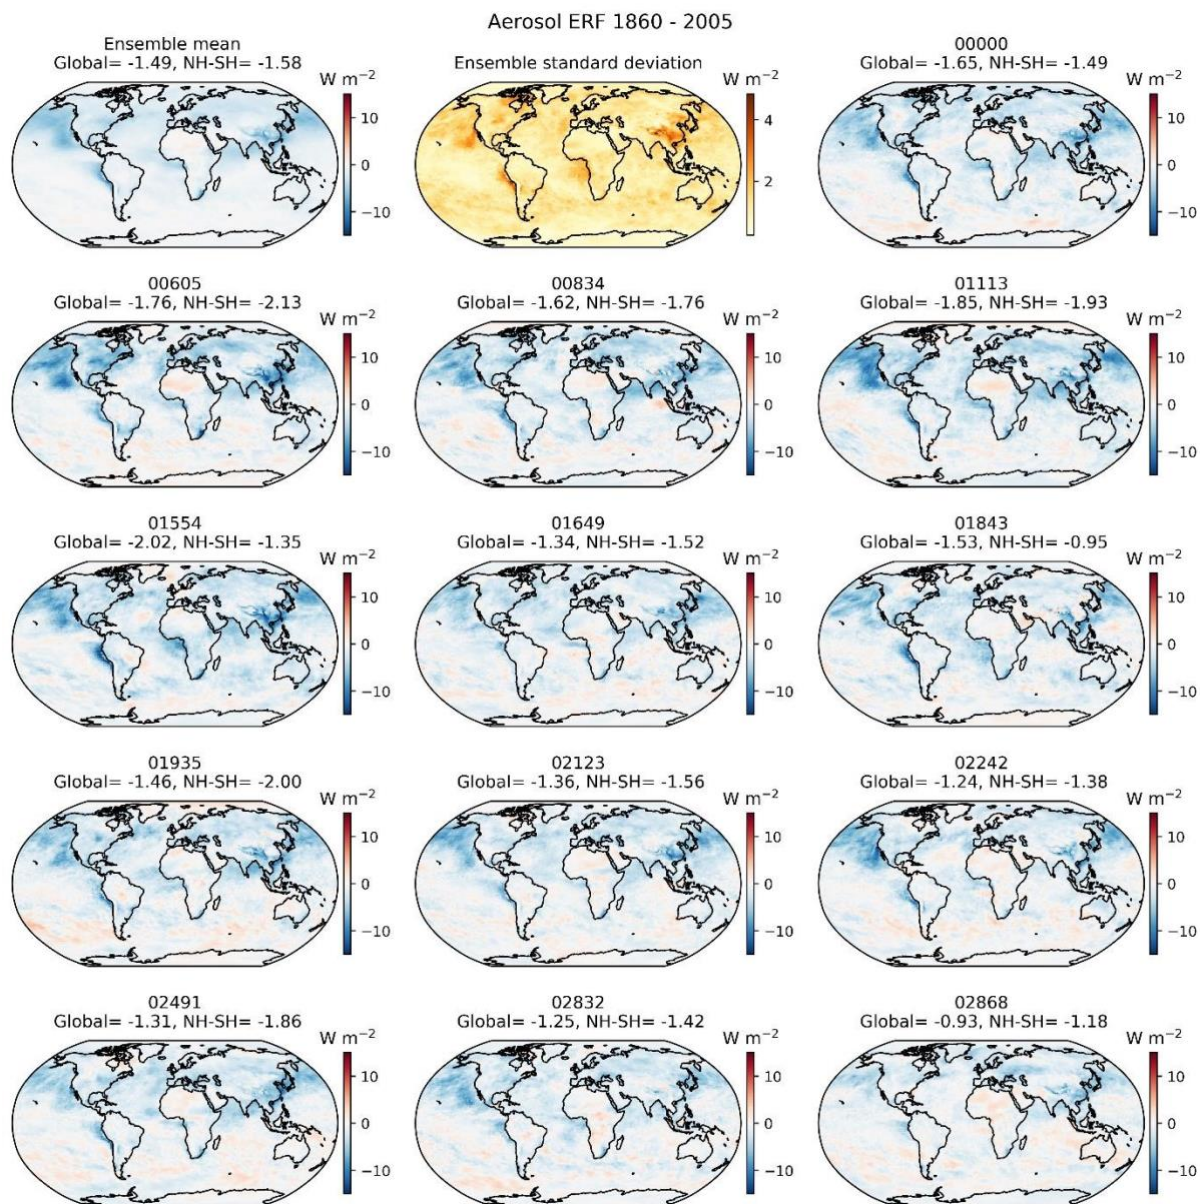 Aerosol ERF 1860 - 2005
Ensemble mean
Global= -1.49, NH-SH= -1.58
W m−2
10
0
−10
Ensemble standard deviation
W m−2
4
2
00000
Global= -1.65, NH-SH= -1.49
W m−2
10
0
−10
00605
Global= -1.76, NH-SH= -2.13
W m−2
10
0
−10
00834
Global= -1.62, NH-SH= -1.76
W m−2
10
0
−10
01113
Global= -1.85, NH-SH= -1.93
W m−2
10
0
−10
01554
Global= -2.02, NH-SH= -1.35
W m−2
10
0
−10
01649
Global= -1.34, NH-SH= -1.52
W m−2
10
0
−10
01843
Global= -1.53, NH-SH= -0.95
W m−2
10
0
−10
01935
Global= -1.46, NH-SH= -2.00
W m−2
10
0
−10
02123
Global= -1.36, NH-SH= -1.56
W m−2
10
0
−10
02242
Global= -1.24, NH-SH= -1.38
W m−2
10
0
−10
02491
Global= -1.31, NH-SH= -1.86
W m−2
10
0
−10
02832
Global= -1.25, NH-SH= -1.42
W m−2
10
0
−10
02868
Global= -0.93, NH-SH= -1.18
W m−2
10
0
−10